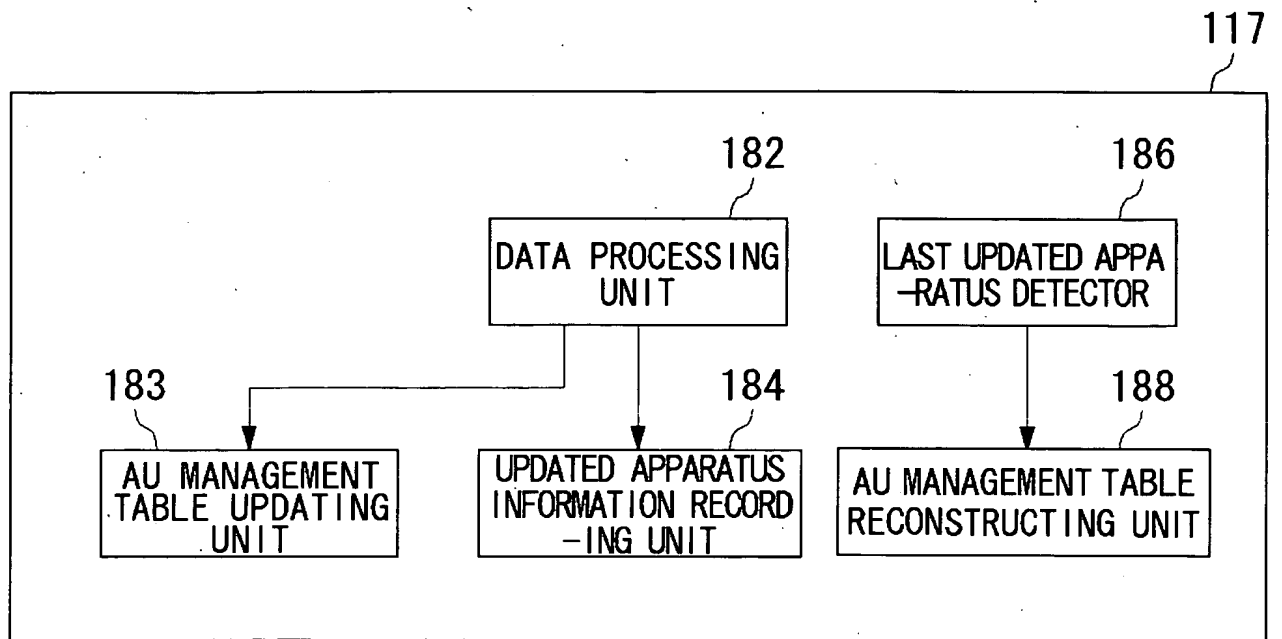 117
182
186
DATA PROCESSING
UNIT
LAST UPDATED APPA
-RATUS DETECTOR
183
184
188
AU MANAGEMENT
TABLE UPDATING
UNIT
UPDATED APPARATUS
INFORMATION RECORD
-ING UNIT
AU MANAGEMENT TABLE
RECONSTRUCTING UNIT